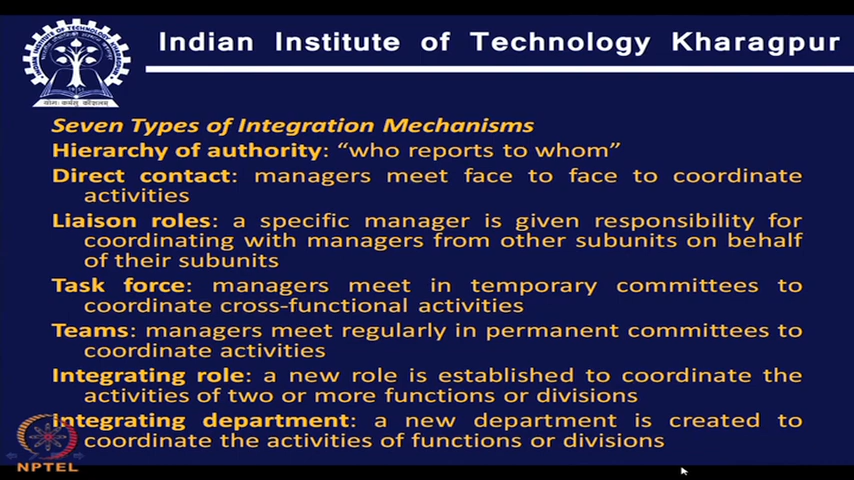 Indian Institute of Technology Kharagpur
Seven Types of Integration Mechanisms
Hierarchy of authority: “who reports to whom”
Direct contact: managers meet face to face to coordinate
activities
Liaison roles: a specific manager is given responsibility for
coordinating with managers from other subunits on behalf
of their subunits
Task force: managers meet in temporary committees to
coordinate cross-functional activities
Teams: managers meet regularly in permanent committees to
coordinate activities
Integrating role: a new role is established to coordinate the
activities of two or more functions or divisions
Integrating department: a new department is created to
coordinate the activities of functions or divisions
NPTEL